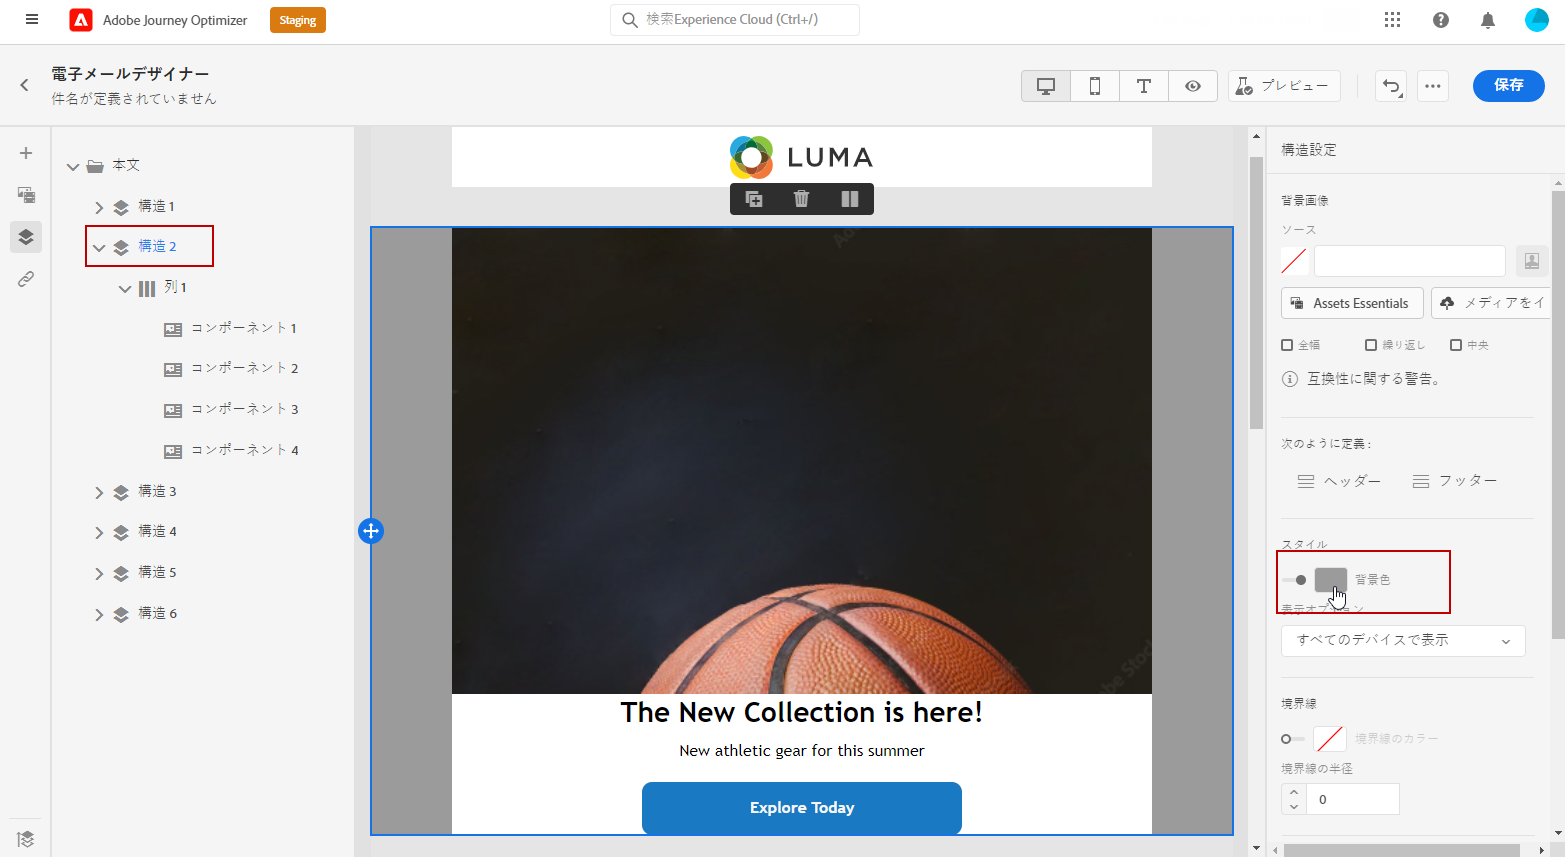 Adobe Journey Optimizer
Staging
検索Experience Cloud (Ctrl+/)
電子メールデザイナー
件名が定義されていません
プレビュー
保存
本文
構造 1
構造 2
列 1
コンポーネント 1
コンポーネント 2
コンポーネント 3
コンポーネント 4
構造 3
構造 4
構造 5
構造 6
LUMA
The New Collection is here!
New athletic gear for this summer
Explore Today
構造設定
背景画像
ソース
Assets Essentials
メディアをイ
全幅
繰り返し
中央
互換性に関する警告。
次のように定義 :
ヘッダー
フッター
スタイル
背景色
表示オプション
すべてのデバイスで表示
境界線
境界線のカラー
境界線の半径
0